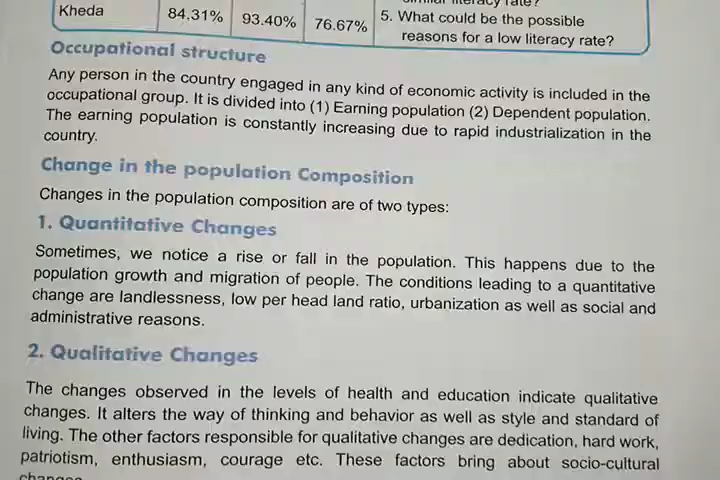 similar literacy rate?
Kheda 84.31% 93.40% 76.67% 5. What could be the possible
reasons for a low literacy rate?
Occupational structure
Any person in the country engaged in any kind of economic activity is included in the
occupational group. It is divided into (1) Earning population (2) Dependent population.
The earning population is constantly increasing due to rapid industrialization in the
country.
Change in the population Composition
Changes in the population composition are of two types:
1. Quantitative Changes
Sometimes, we notice a rise or fall in the population. This happens due to the
population growth and migration of people. The conditions leading to a quantitative
change are landlessness, low per head land ratio, urbanization as well as social and
administrative reasons.
2. Qualitative Changes
The changes observed in the levels of health and education indicate qualitative
changes. It alters the way of thinking and behavior as well as style and standard of
living. The other factors responsible for qualitative changes are dedication, hard work,
patriotism, enthusiasm, courage etc. These factors bring about socio-cultural
changes